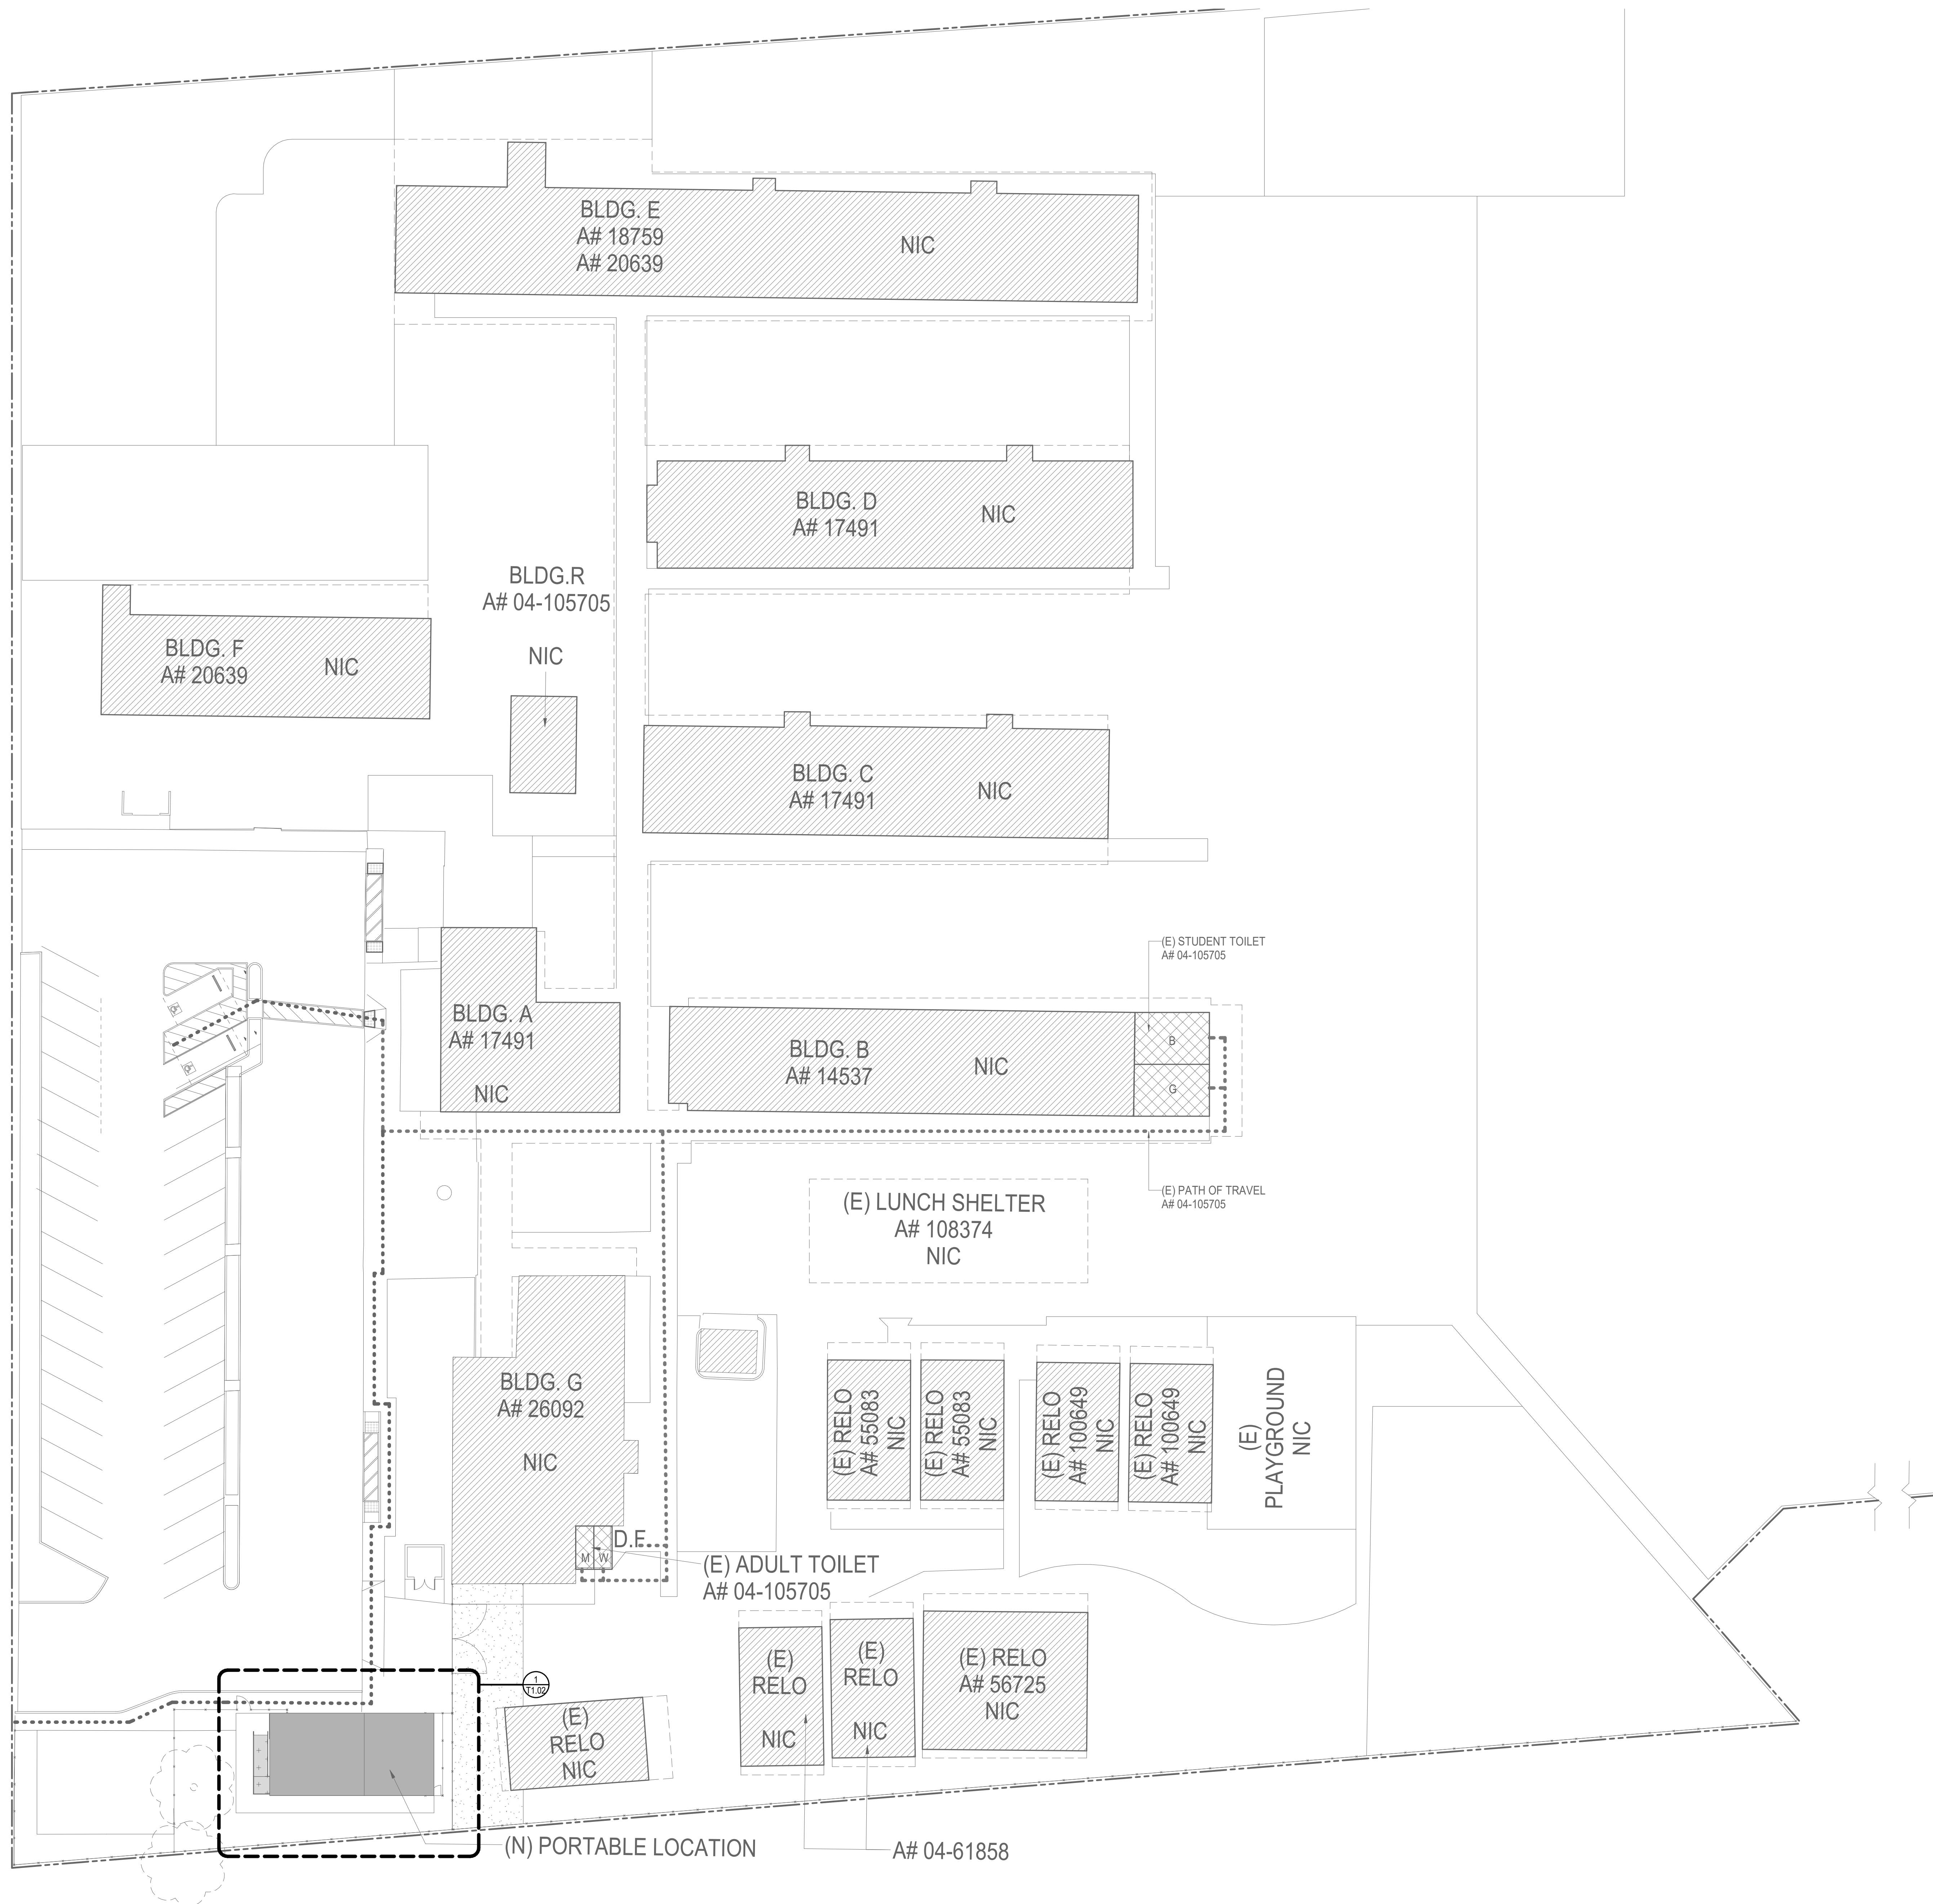 BLDG. E
A# 18759
A# 20639
NIC
BLDG. D
A# 17491
NIC
BLDG.R
A# 04-105705
NIC
BLDG. F
A# 20639
NIC
BLDG. C
A# 17491
NIC
(E) STUDENT TOILET
A# 04-105705
BLDG. A
A# 17491
NIC
BLDG. B
A# 14537
NIC
B
G
(E) PATH OF TRAVEL
A# 04-105705
(E) LUNCH SHELTER
A# 108374
NIC
BLDG. G
A# 26092
NIC
(E) RELO
A# 55083
NIC
(E) RELO
A# 55083
NIC
(E) RELO
A# 100649
NIC
(E) RELO
A# 100649
NIC
(E)
PLAYGROUND
NIC
D.F.
M
W
(E) ADULT TOILET
A# 04-105705
1
T1.02
(E)
RELO
NIC
(E)
RELO
NIC
(E)
RELO
NIC
(E) RELO
A# 56725
NIC
(N) PORTABLE LOCATION
A# 04-61858